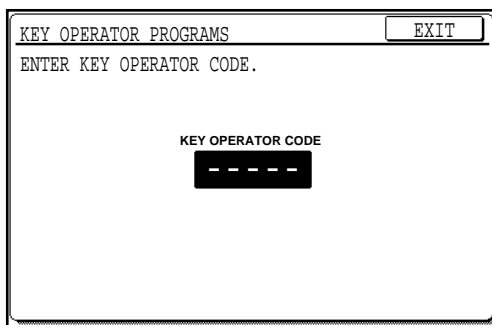 KEY OPERATOR PROGRAMS EXIT
ENTER KEY OPERATOR CODE.
KEY OPERATOR CODE
- - - - -